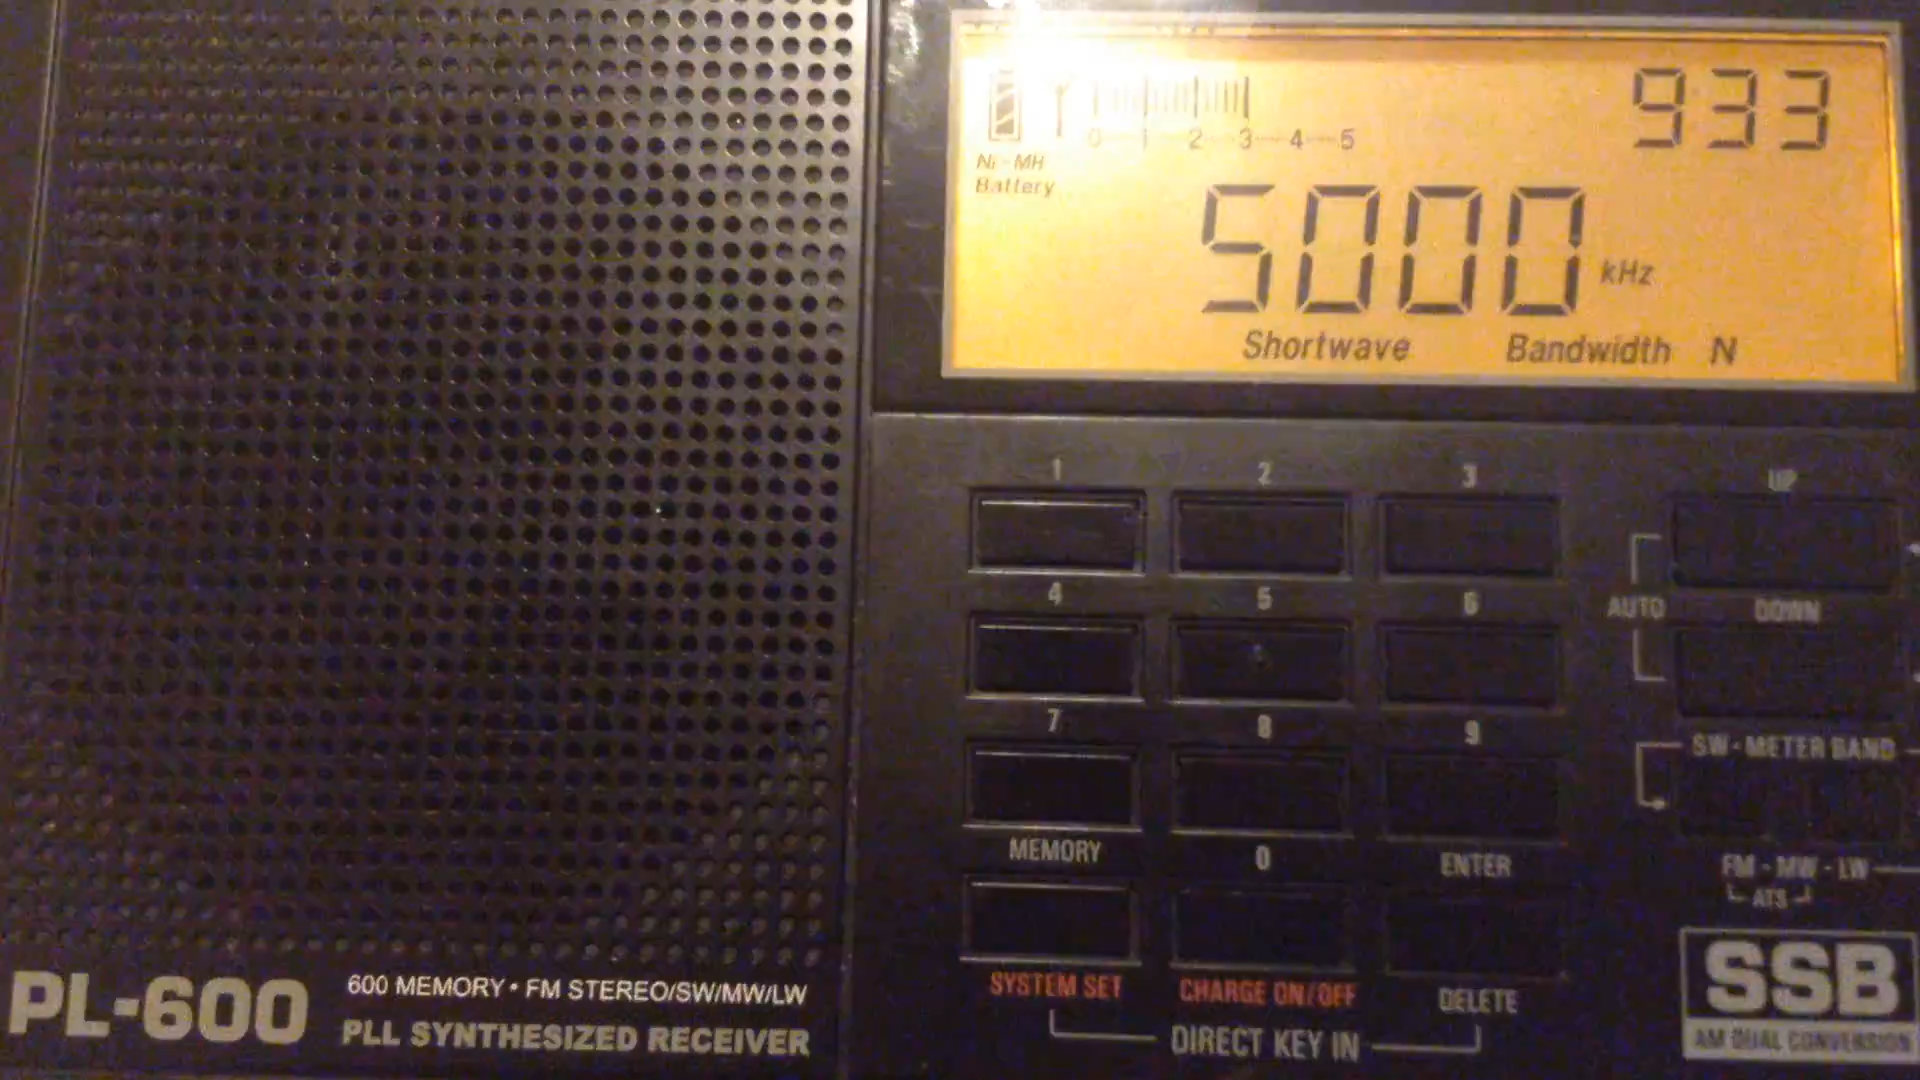 933
0 1 2 3 4 5
Ni-MH
Battery
5000 kHz
Shortwave Bandwidth N
1 2 3 UP
4 5 6 AUTO DOWN
7 8 9 SW-METER BAND
MEMORY 0 ENTER FM - MW - LW
ATS
SYSTEM SET CHARGE ON/OFF DELETE
DIRECT KEY IN
SSB
AM DUAL CONVERSION
PL-600
600 MEMORY • FM STEREO/SW/MW/LW
PLL SYNTHESIZED RECEIVER